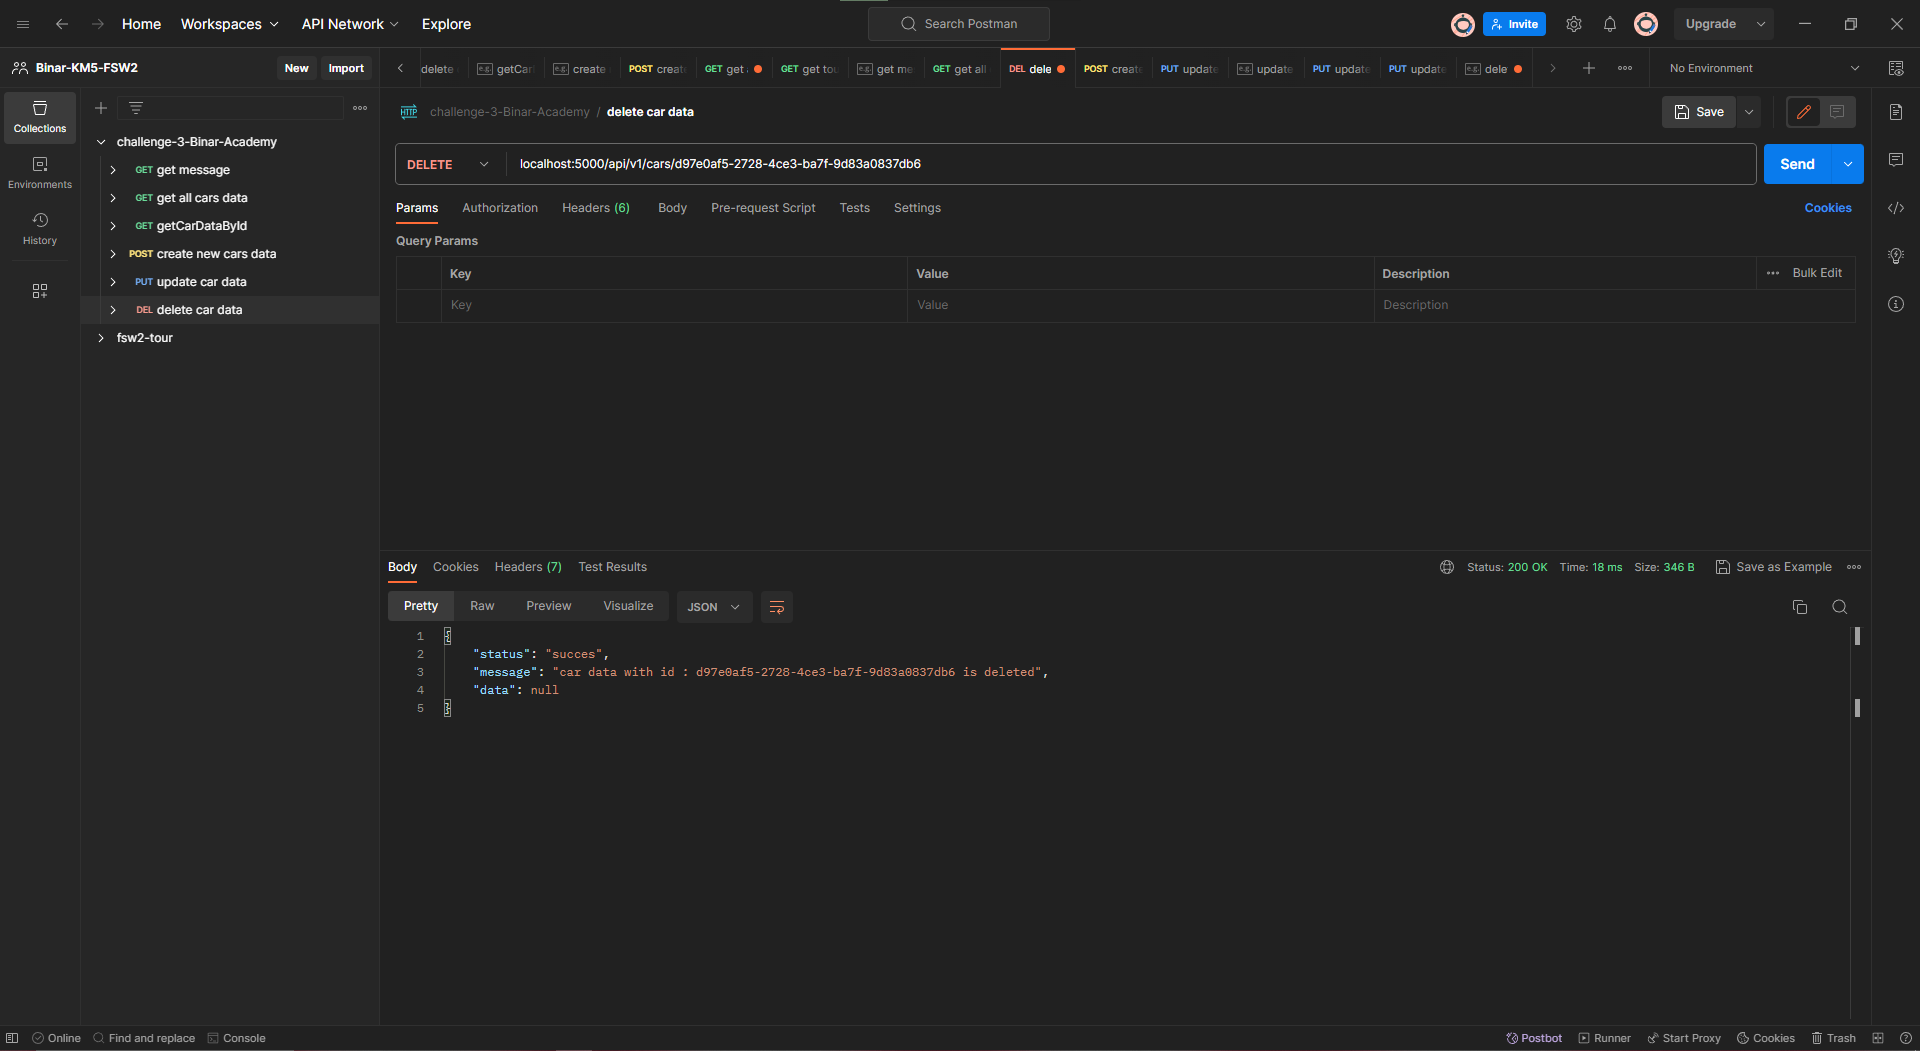 Home Workspaces API Network Explore Search Postman Invite Upgrade
Binar-KM5-FSW2 New Import
delete e.g. getCar e.g. create POST create GET get GET get tou e.g. get me GET get all DEL dele POST create PUT update e.g. update PUT update PUT update e.g. dele No Environment
Collections
Environments
History
challenge-3-Binar-Academy
GET get message
GET get all cars data
GET getCarDataById
POST create new cars data
PUT update car data
DEL delete car data
fsw2-tour
HTTP challenge-3-Binar-Academy / delete car data Save
DELETE localhost:5000/api/v1/cars/d97e0af5-2728-4ce3-ba7f-9d83a0837db6 Send
Params Authorization Headers (6) Body Pre-request Script Tests Settings Cookies
Query Params
Key Value Description Bulk Edit
Key Value Description
Body Cookies Headers (7) Test Results Status: 200 OK Time: 18 ms Size: 346 B Save as Example
Pretty Raw Preview Visualize JSON
1 {
2 "status": "succes",
3 "message": "car data with id : d97e0af5-2728-4ce3-ba7f-9d83a0837db6 is deleted",
4 "data": null
5 }
Online Find and replace Console Postbot Runner Start Proxy Cookies Trash